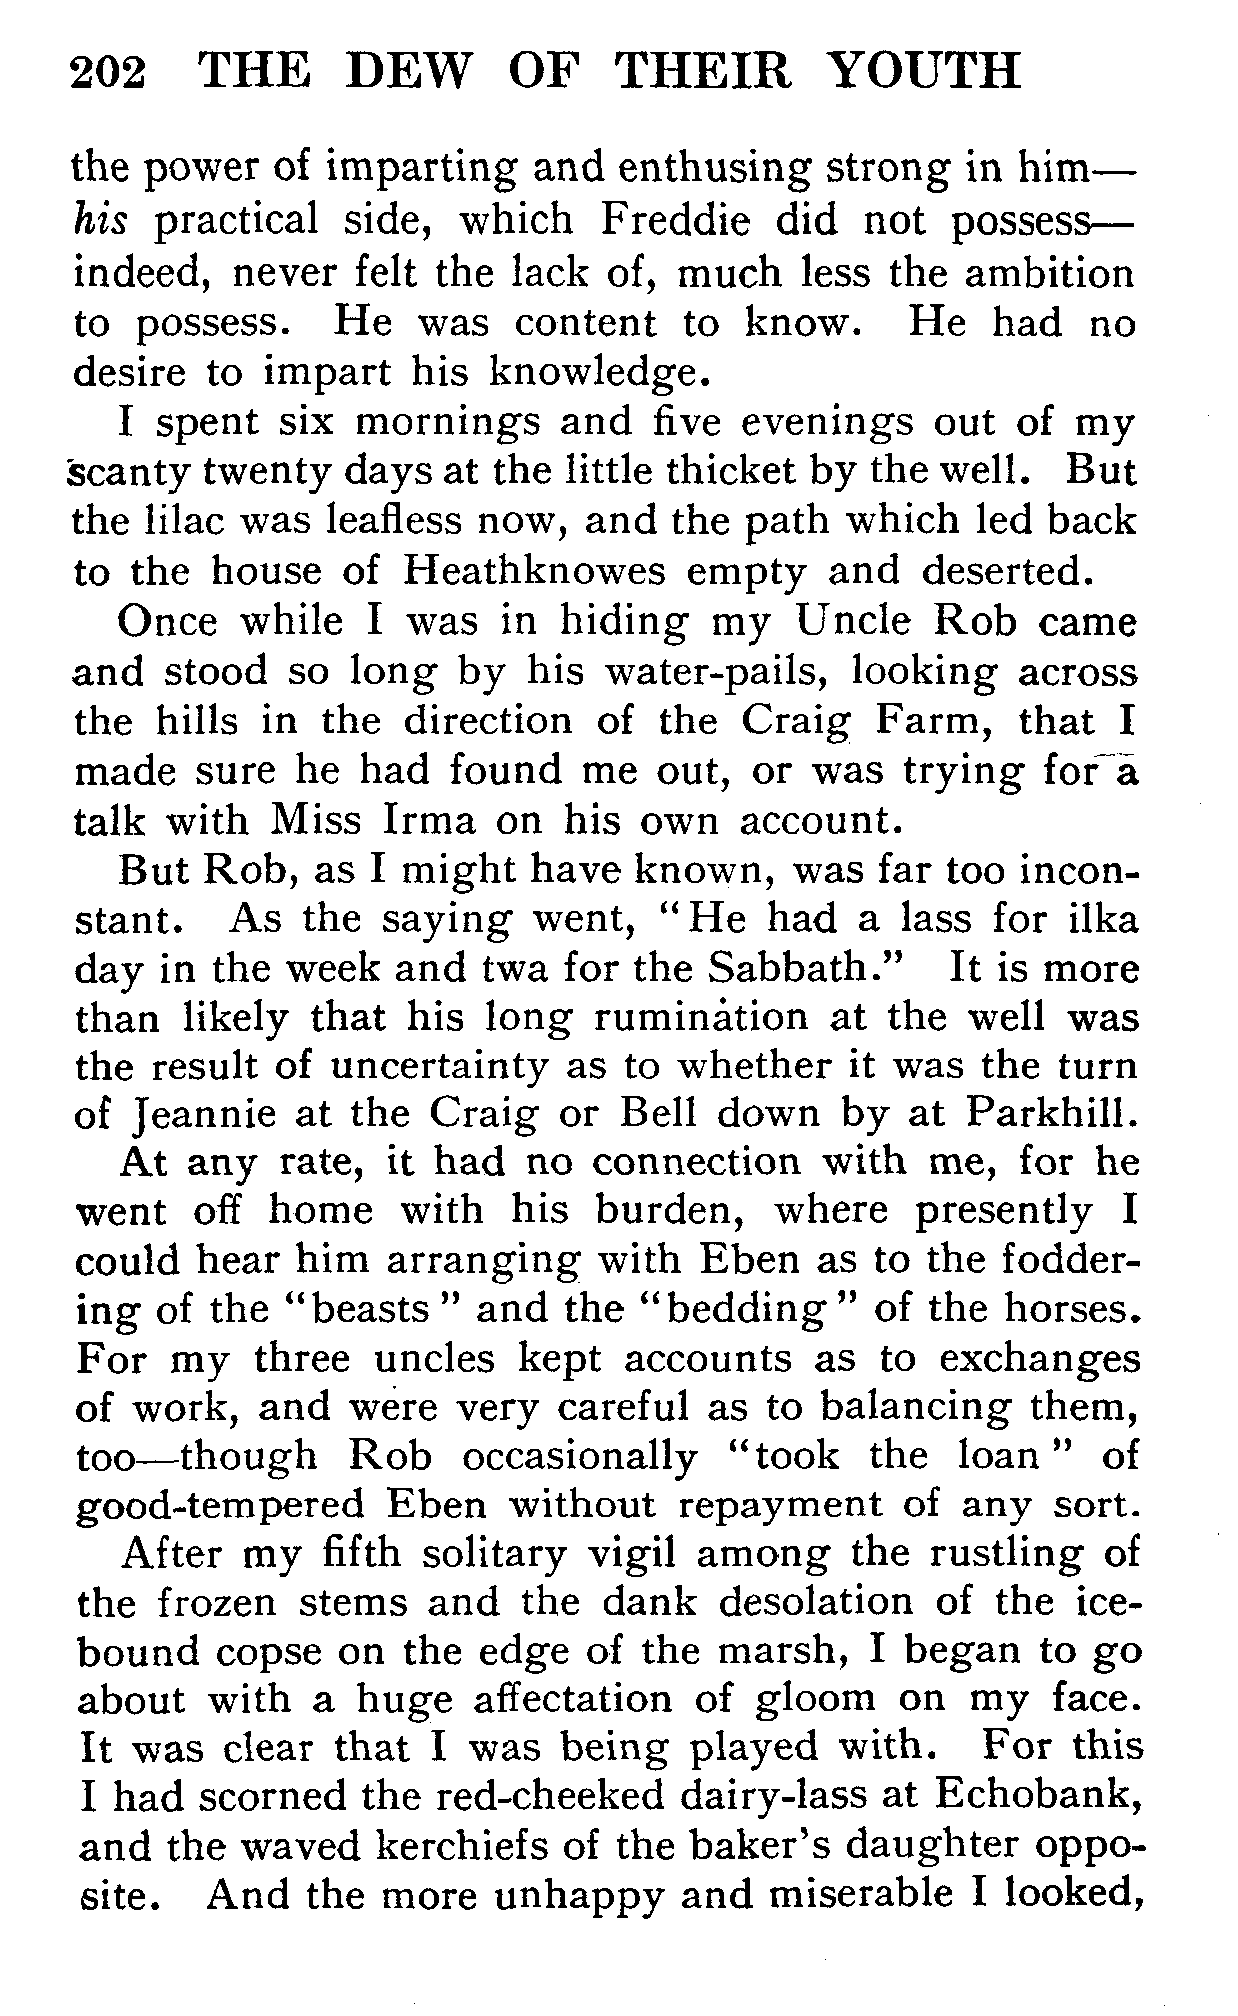 202 THE DEW OF THEIR YOUTH
the power of imparting and enthusing strong in him—
his practical side, which Freddie did not possess—
indeed, never felt the lack of, much less the ambition
to possess. He was content to know. He had no
desire to impart his knowledge.
I spent six mornings and five evenings out of my
scanty twenty days at the little thicket by the well. But
the lilac was leafless now, and the path which led back
to the house of Heathknowes empty and deserted.
Once while I was in hiding my Uncle Rob came
and stood so long by his water-pails, looking across
the hills in the direction of the Craig Farm, that I
made sure he had found me out, or was trying for a
talk with Miss Irma on his own account.
But Rob, as I might have known, was far too incon-
stant. As the saying went, "He had a lass for ilka
day in the week and twa for the Sabbath." It is more
than likely that his long rumination at the well was
the result of uncertainty as to whether it was the turn
of Jeannie at the Craig or Bell down by at Parkhill.
At any rate, it had no connection with me, for he
went off home with his burden, where presently I
could hear him arranging with Eben as to the fodder-
ing of the "beasts" and the "bedding" of the horses.
For my three uncles kept accounts as to exchanges
of work, and were very careful as to balancing them,
too—though Rob occasionally "took the loan" of
good-tempered Eben without repayment of any sort.
After my fifth solitary vigil among the rustling of
the frozen stems and the dank desolation of the ice-
bound copse on the edge of the marsh, I began to go
about with a huge affectation of gloom on my face.
It was clear that I was being played with. For this
I had scorned the red-cheeked dairy-lass at Echobank,
and the waved kerchiefs of the baker's daughter oppo-
site. And the more unhappy and miserable I looked,